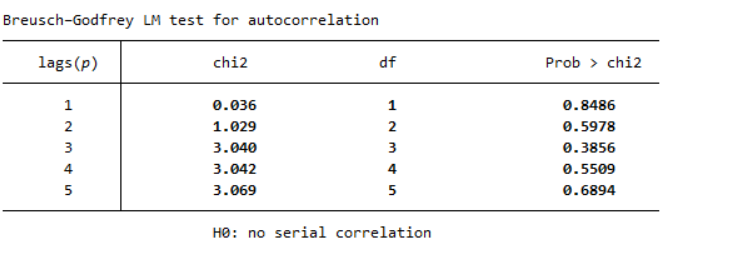 Breusch–Godfrey LM test for autocorrelation
lags(p) chi2 df Prob > chi2
1 0.036 1 0.8486
2 1.029 2 0.5978
3 3.040 3 0.3856
4 3.042 4 0.5509
5 3.069 5 0.6894
H0: no serial correlation